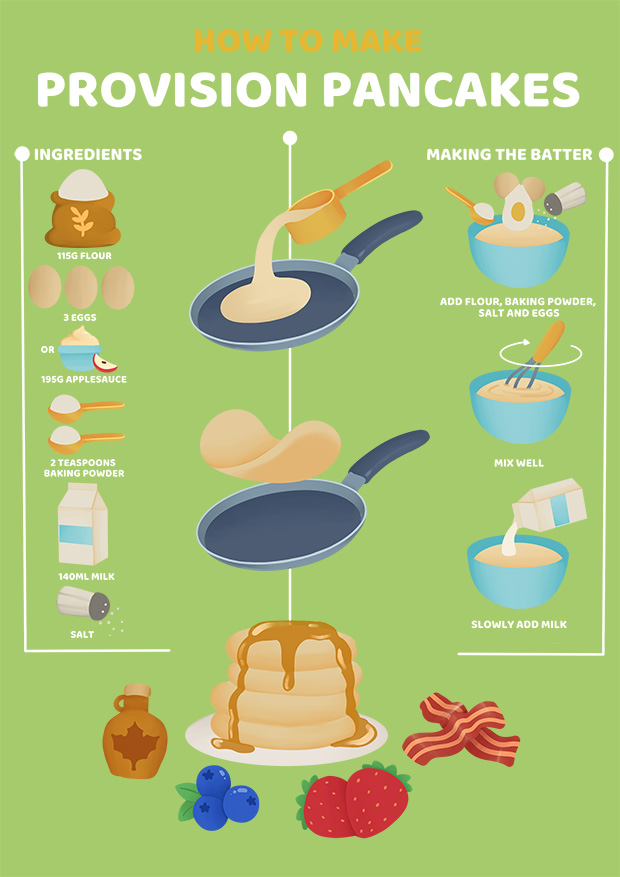 HOW TO MAKE
PROVISION PANCAKES
INGREDIENTS
115G FLOUR
3 EGGS
OR
195G APPLESAUCE
2 TEASPOONS
BAKING POWDER
140ML MILK
SALT
MAKING THE BATTER
ADD FLOUR, BAKING POWDER,
SALT AND EGGS
MIX WELL
SLOWLY ADD MILK